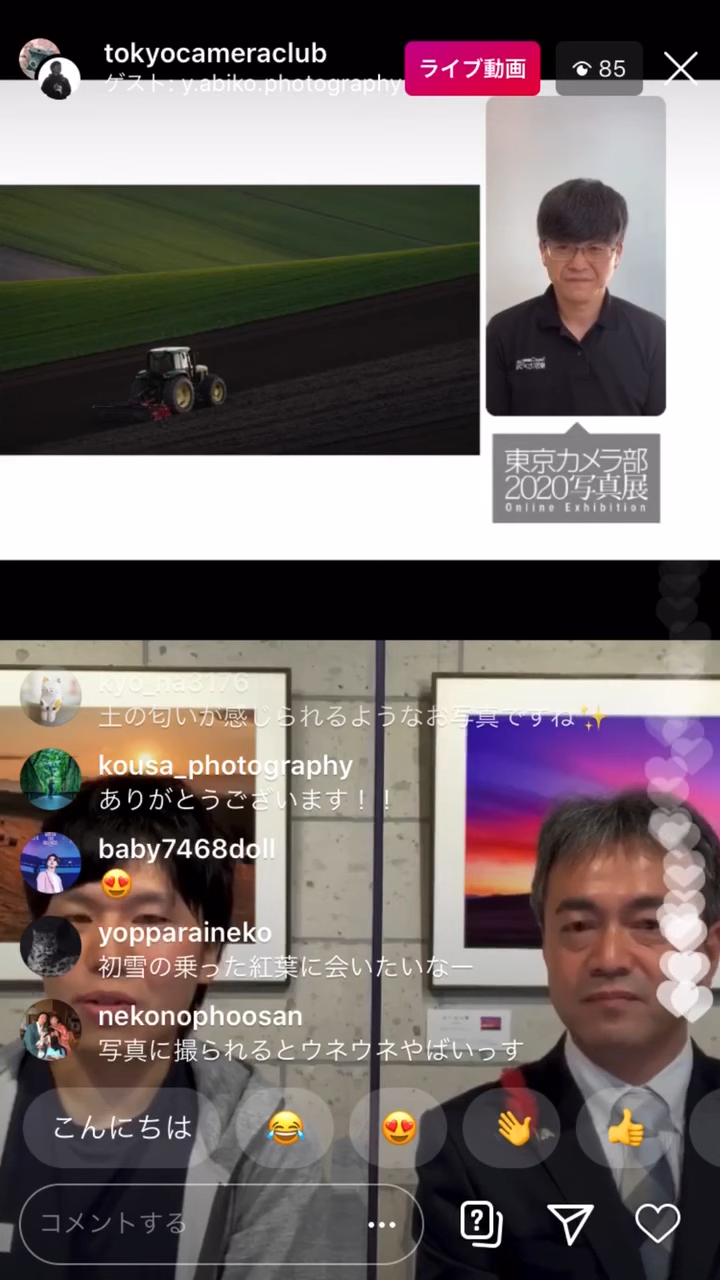 tokyocameraclub
ゲスト: y.abiko.photography
ライブ動画
85
東京カメラ部
2020写真展
Online Exhibition
kyo_na3176
土の匂いが感じられるようなお写真ですね✨
kousa_photography
ありがとうございます！！
baby7468doll
😍
yopparaineko
初雪の乗った紅葉に会いたいなー
nekonophoosan
写真に撮られるとウネウネやばいっす
こんにちは
😂
😍
👋
👍
コメントする